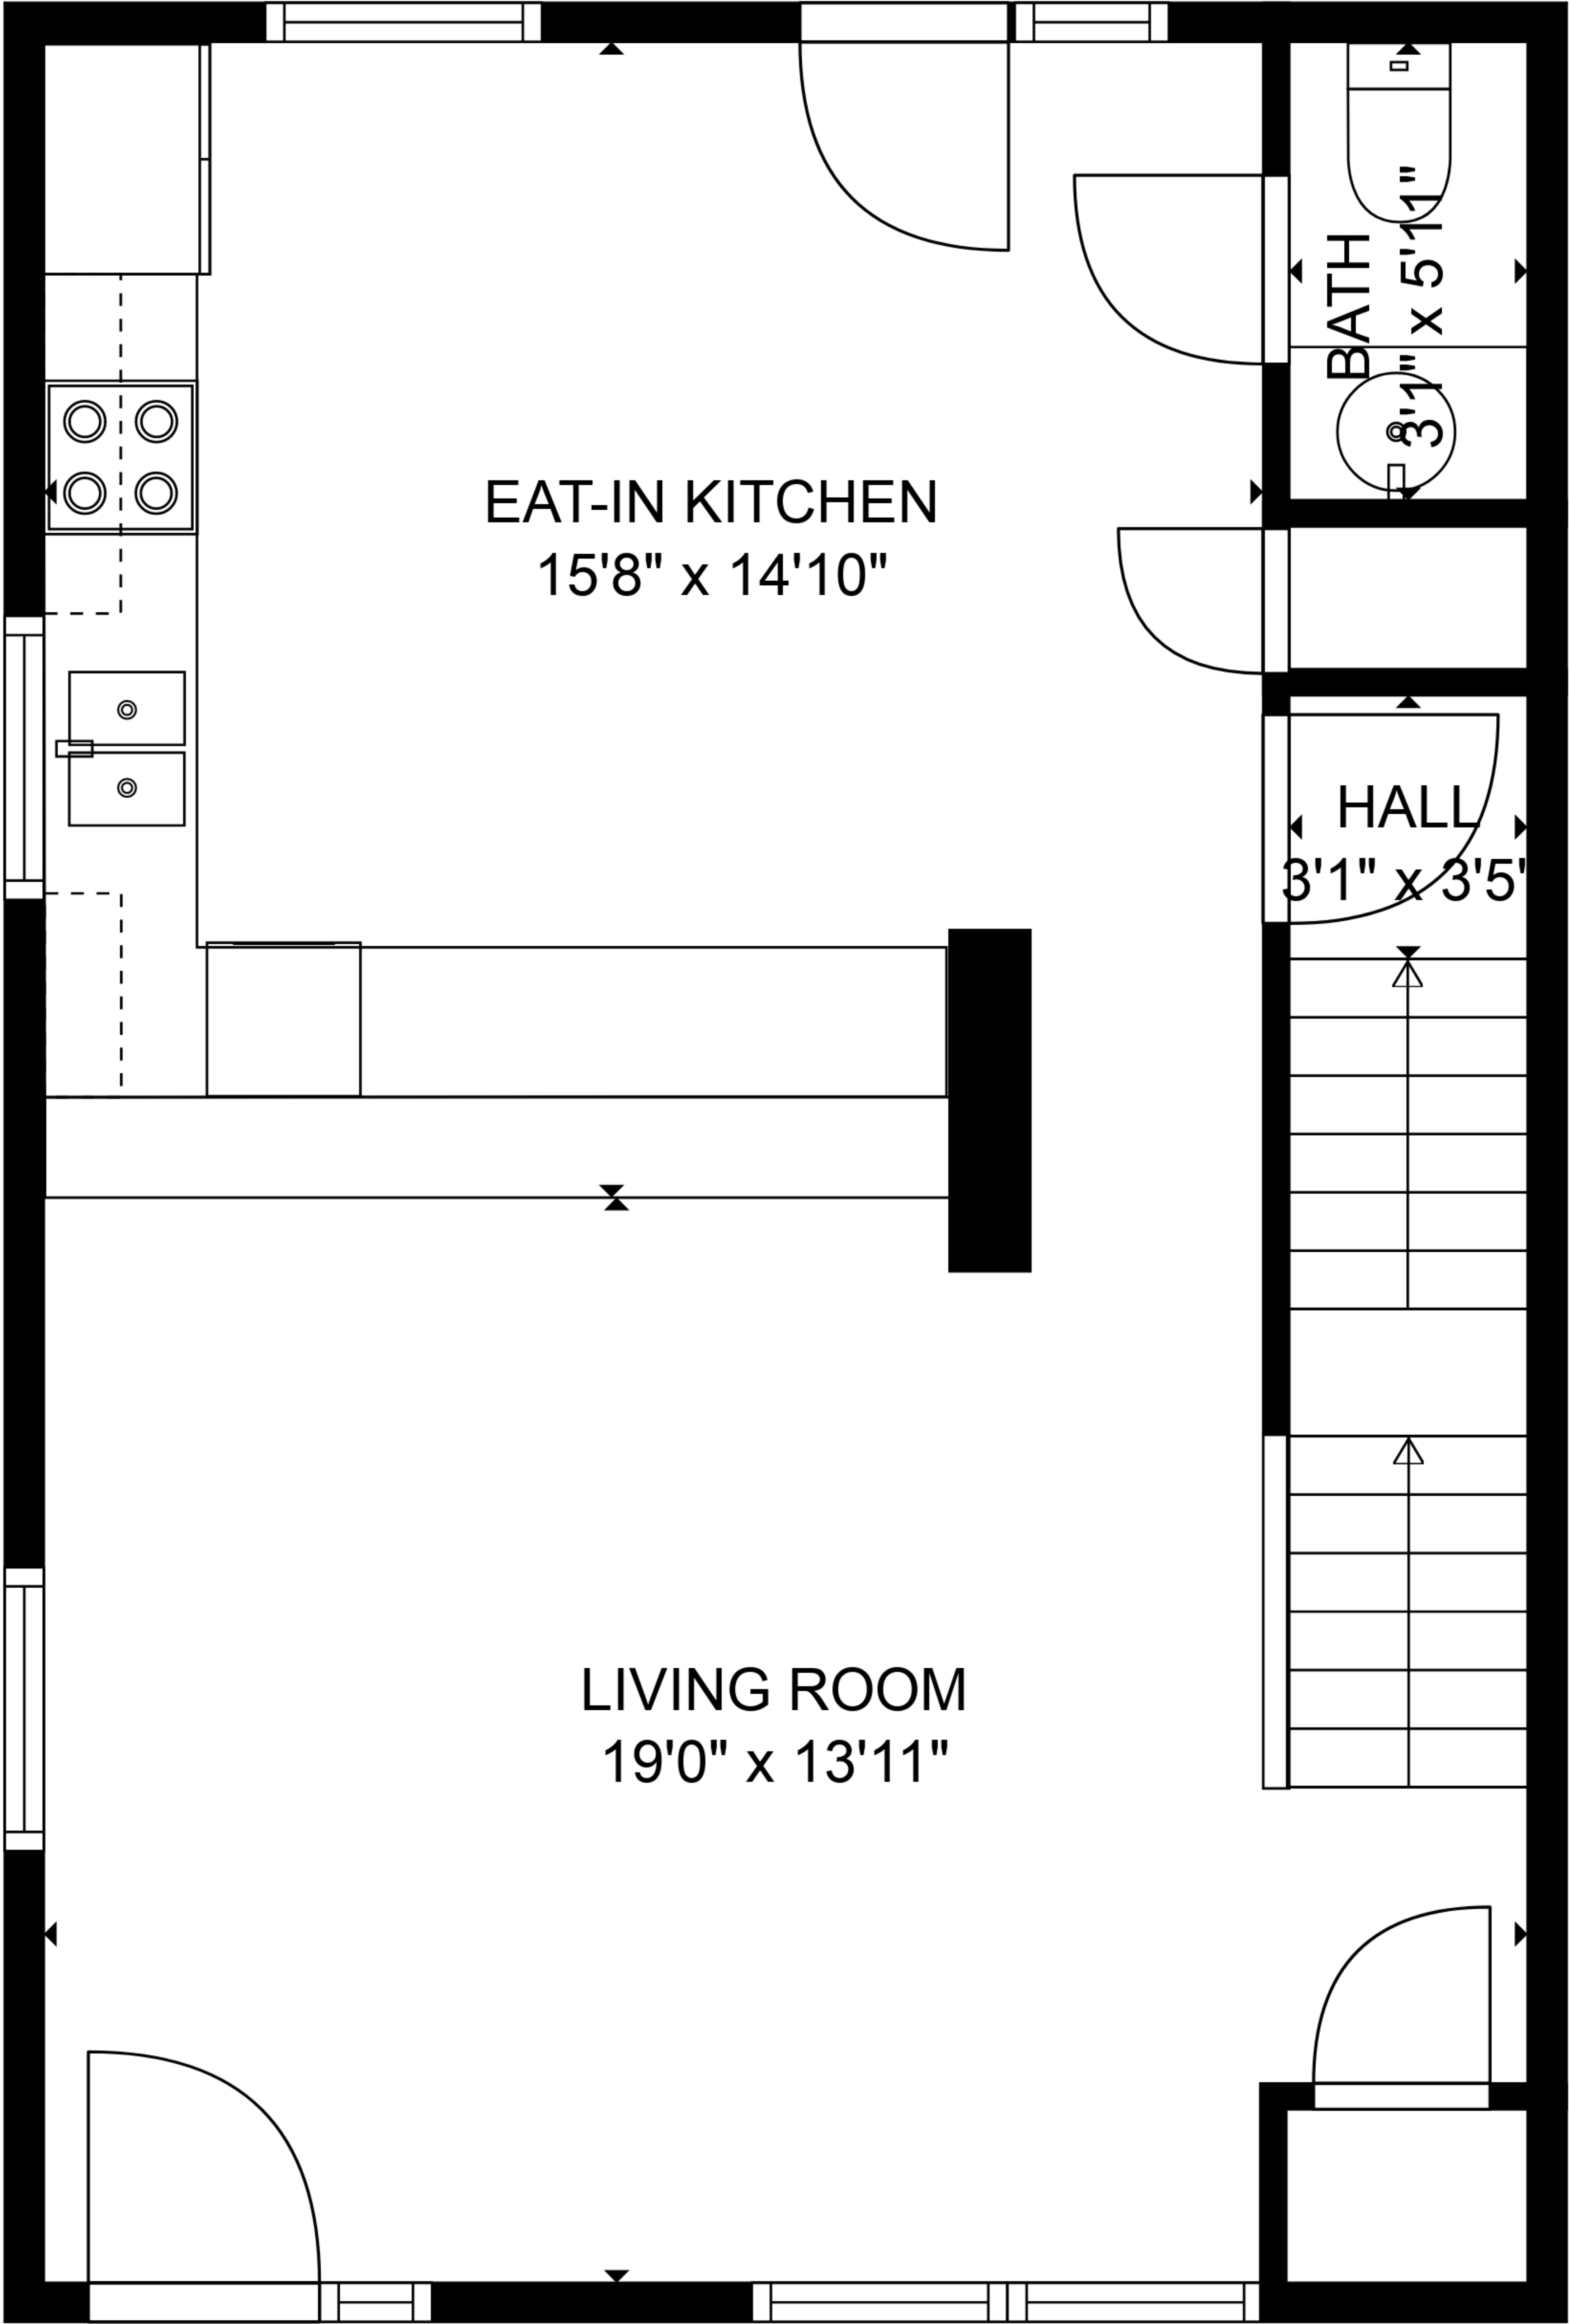 BATH
3'1" x 5'11"
EAT-IN KITCHEN
15'8" x 14'10"
HALL
3'1" x 3'5"
LIVING ROOM
19'0" x 13'11"